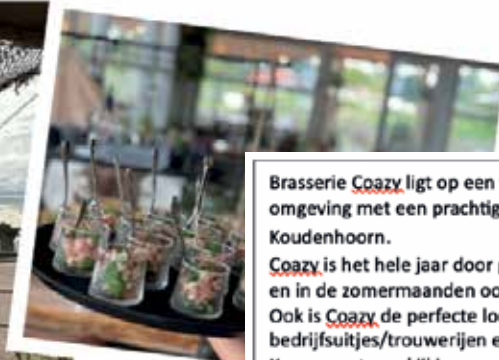 Brasserie Coazy ligt op een
omgeving met een prachtig
Koudenhoorn.
Coazy is het hele jaar door
en in de zomermaanden oo
Ook is Coazy de perfecte lo
bedrijfsuitjes/trouwerijen e